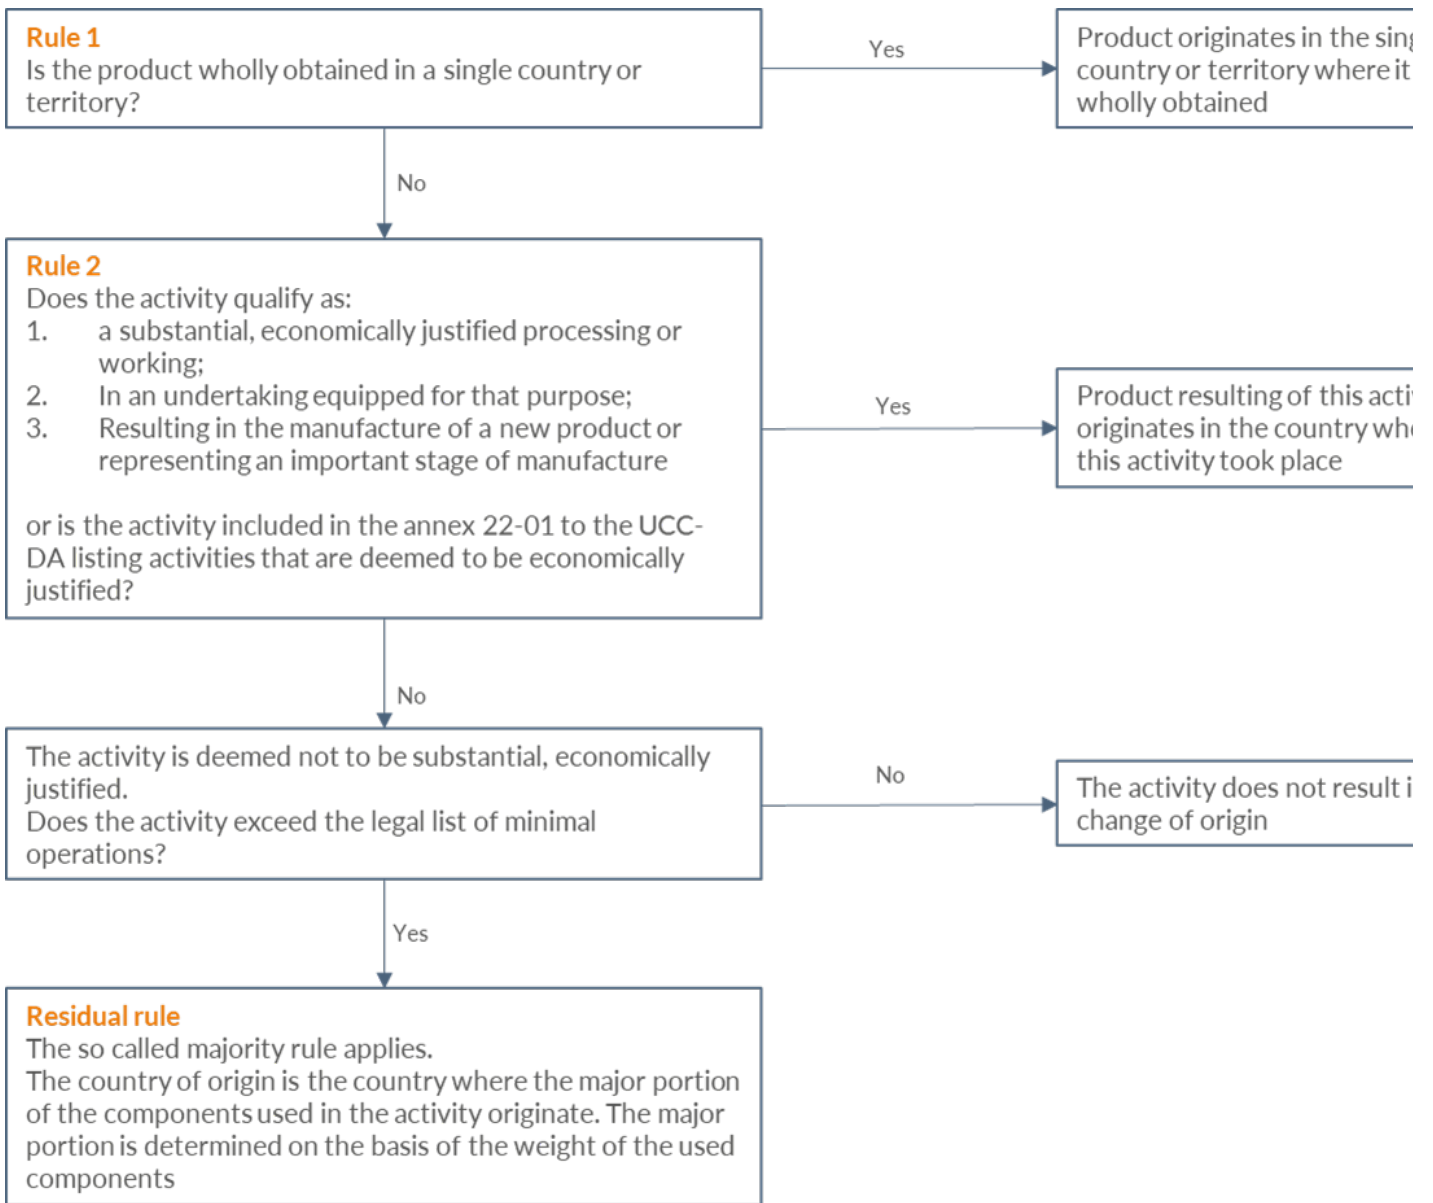 Rule 1
Is the product wholly obtained in a single country or
territory?
Yes
Product originates in the
country or territory where it
wholly obtained
No
Rule 2
Does the activity qualify as:
1. a substantial, economically justified processing or
working;
2. In an undertaking equipped for that purpose;
3. Resulting in the manufacture of a new product or
representing an important stage of manufacture
or is the activity included in the annex 22-01 to the UCC-
DA listing activities that are deemed to be economically
justified?
Yes
Product resulting of this
originates in the country
this activity took place
No
The activity is deemed not to be substantial, economically
justified.
Does the activity exceed the legal list of minimal
operations?
No
The activity does not result
change of origin
Yes
Residual rule
The so called majority rule applies.
The country of origin is the country where the major portion
of the components used in the activity originate. The major
portion is determined on the basis of the weight of the used
components